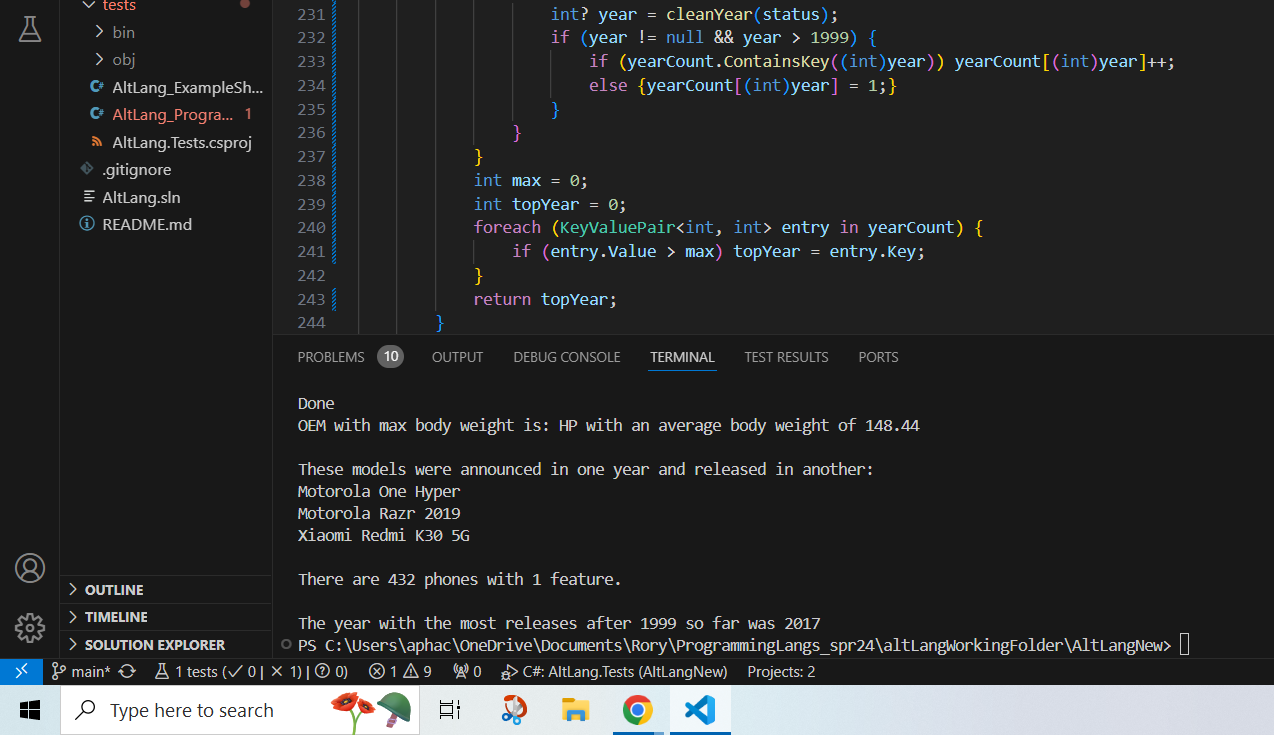 tests
bin
obj
AltLang_ExampleSh...
AltLang_Progra... 1
AltLang.Tests.csproj
.gitignore
AltLang.sln
README.md
OUTLINE
TIMELINE
SOLUTION EXPLORER
231 int? year = cleanYear(status);
232 if (year != null && year > 1999) {
233 if (yearCount.ContainsKey((int)year)) yearCount[(int)year]++;
234 else {yearCount[(int)year] = 1;}
235 }
236 }
237 }
238 int max = 0;
239 int topYear = 0;
240 foreach (KeyValuePair<int, int> entry in yearCount) {
241 if (entry.Value > max) topYear = entry.Key;
242 }
243 return topYear;
244 }
PROBLEMS 10 OUTPUT DEBUG CONSOLE TERMINAL TEST RESULTS PORTS
Done
OEM with max body weight is: HP with an average body weight of 148.44
These models were announced in one year and released in another:
Motorola One Hyper
Motorola Razr 2019
Xiaomi Redmi K30 5G
There are 432 phones with 1 feature.
The year with the most releases after 1999 so far was 2017
PS C:\Users\aphac\OneDrive\Documents\Rory\ProgrammingLangs_spr24\altLangWorkingFolder\AltLangNew>
main* 1 tests (✓ 0 | × 1) | 0) 1 9 0 C#: AltLang.Tests (AltLangNew) Projects: 2
Type here to search